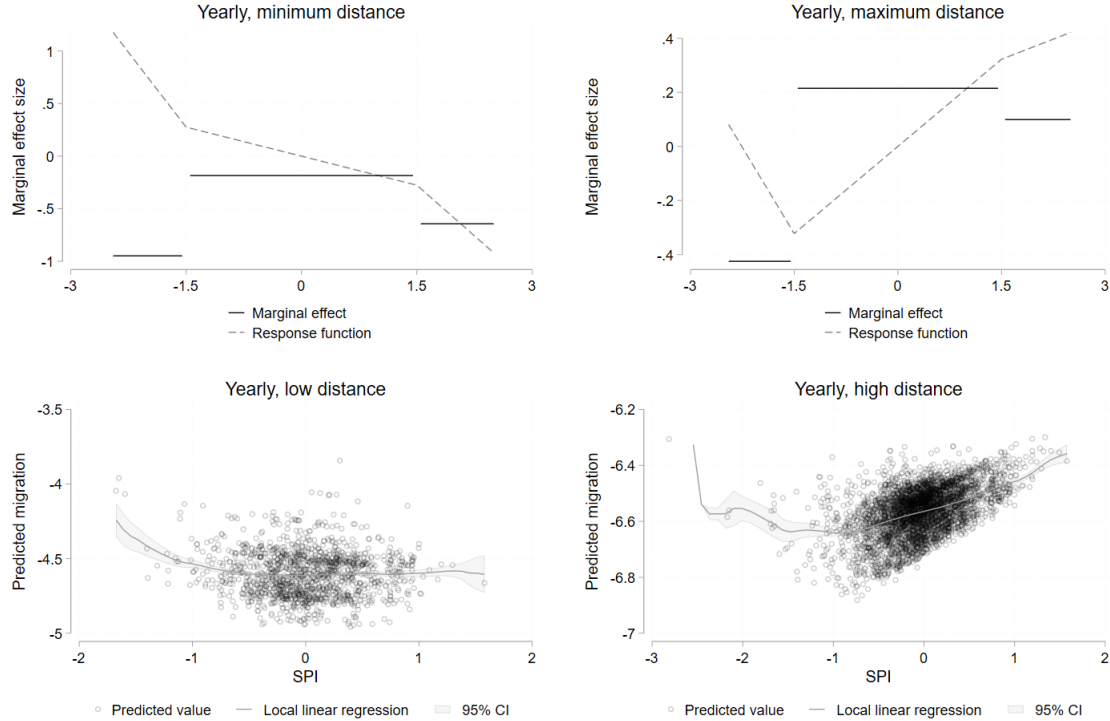 Yearly, minimum distance
Marginal effect size
1
.5
0
-.5
-1
-3
-1.5
0
1.5
3
Marginal effect
Response function
Yearly, maximum distance
Marginal effect size
.4
.2
0
-.2
-.4
-3
-1.5
0
1.5
3
Marginal effect
Response function
Yearly, low distance
Predicted migration
-3.5
-4
-4.5
-5
-2
-1
0
1
2
SPI
Predicted value
Local linear regression
95% CI
Yearly, high distance
Predicted migration
-6.2
-6.4
-6.6
-6.8
-7
-3
-2
-1
0
1
2
SPI
Predicted value
Local linear regression
95% CI